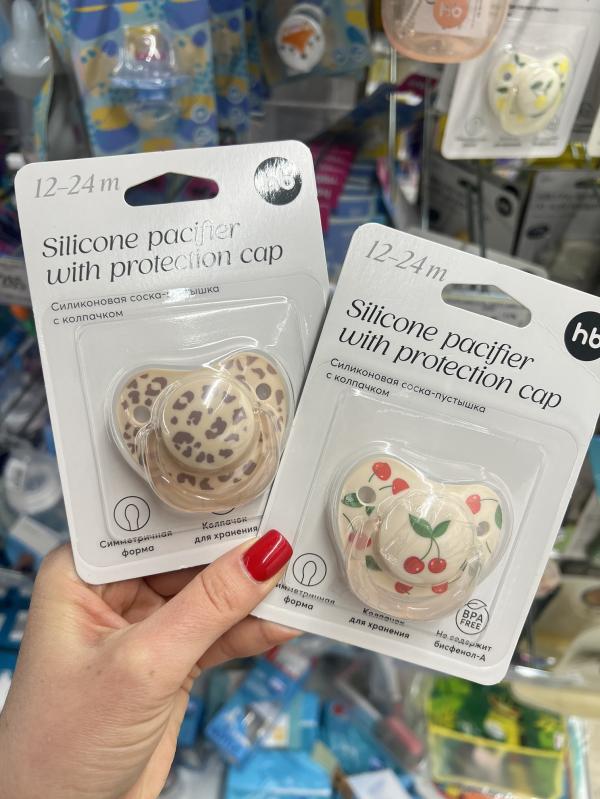 12–24 m
hb
Silicone pacifier
with protection cap
Силиконовая соска-пустышка
с колпачком
Симметричная
форма
Колпачок
для хранения
12–24 m
hb
Silicone pacifier
with protection cap
Силиконовая соска-пустышка
с колпачком
Симметричная
форма
Колпачок
для хранения
BPA
FREE
Не содержит
бисфенол-А
hb